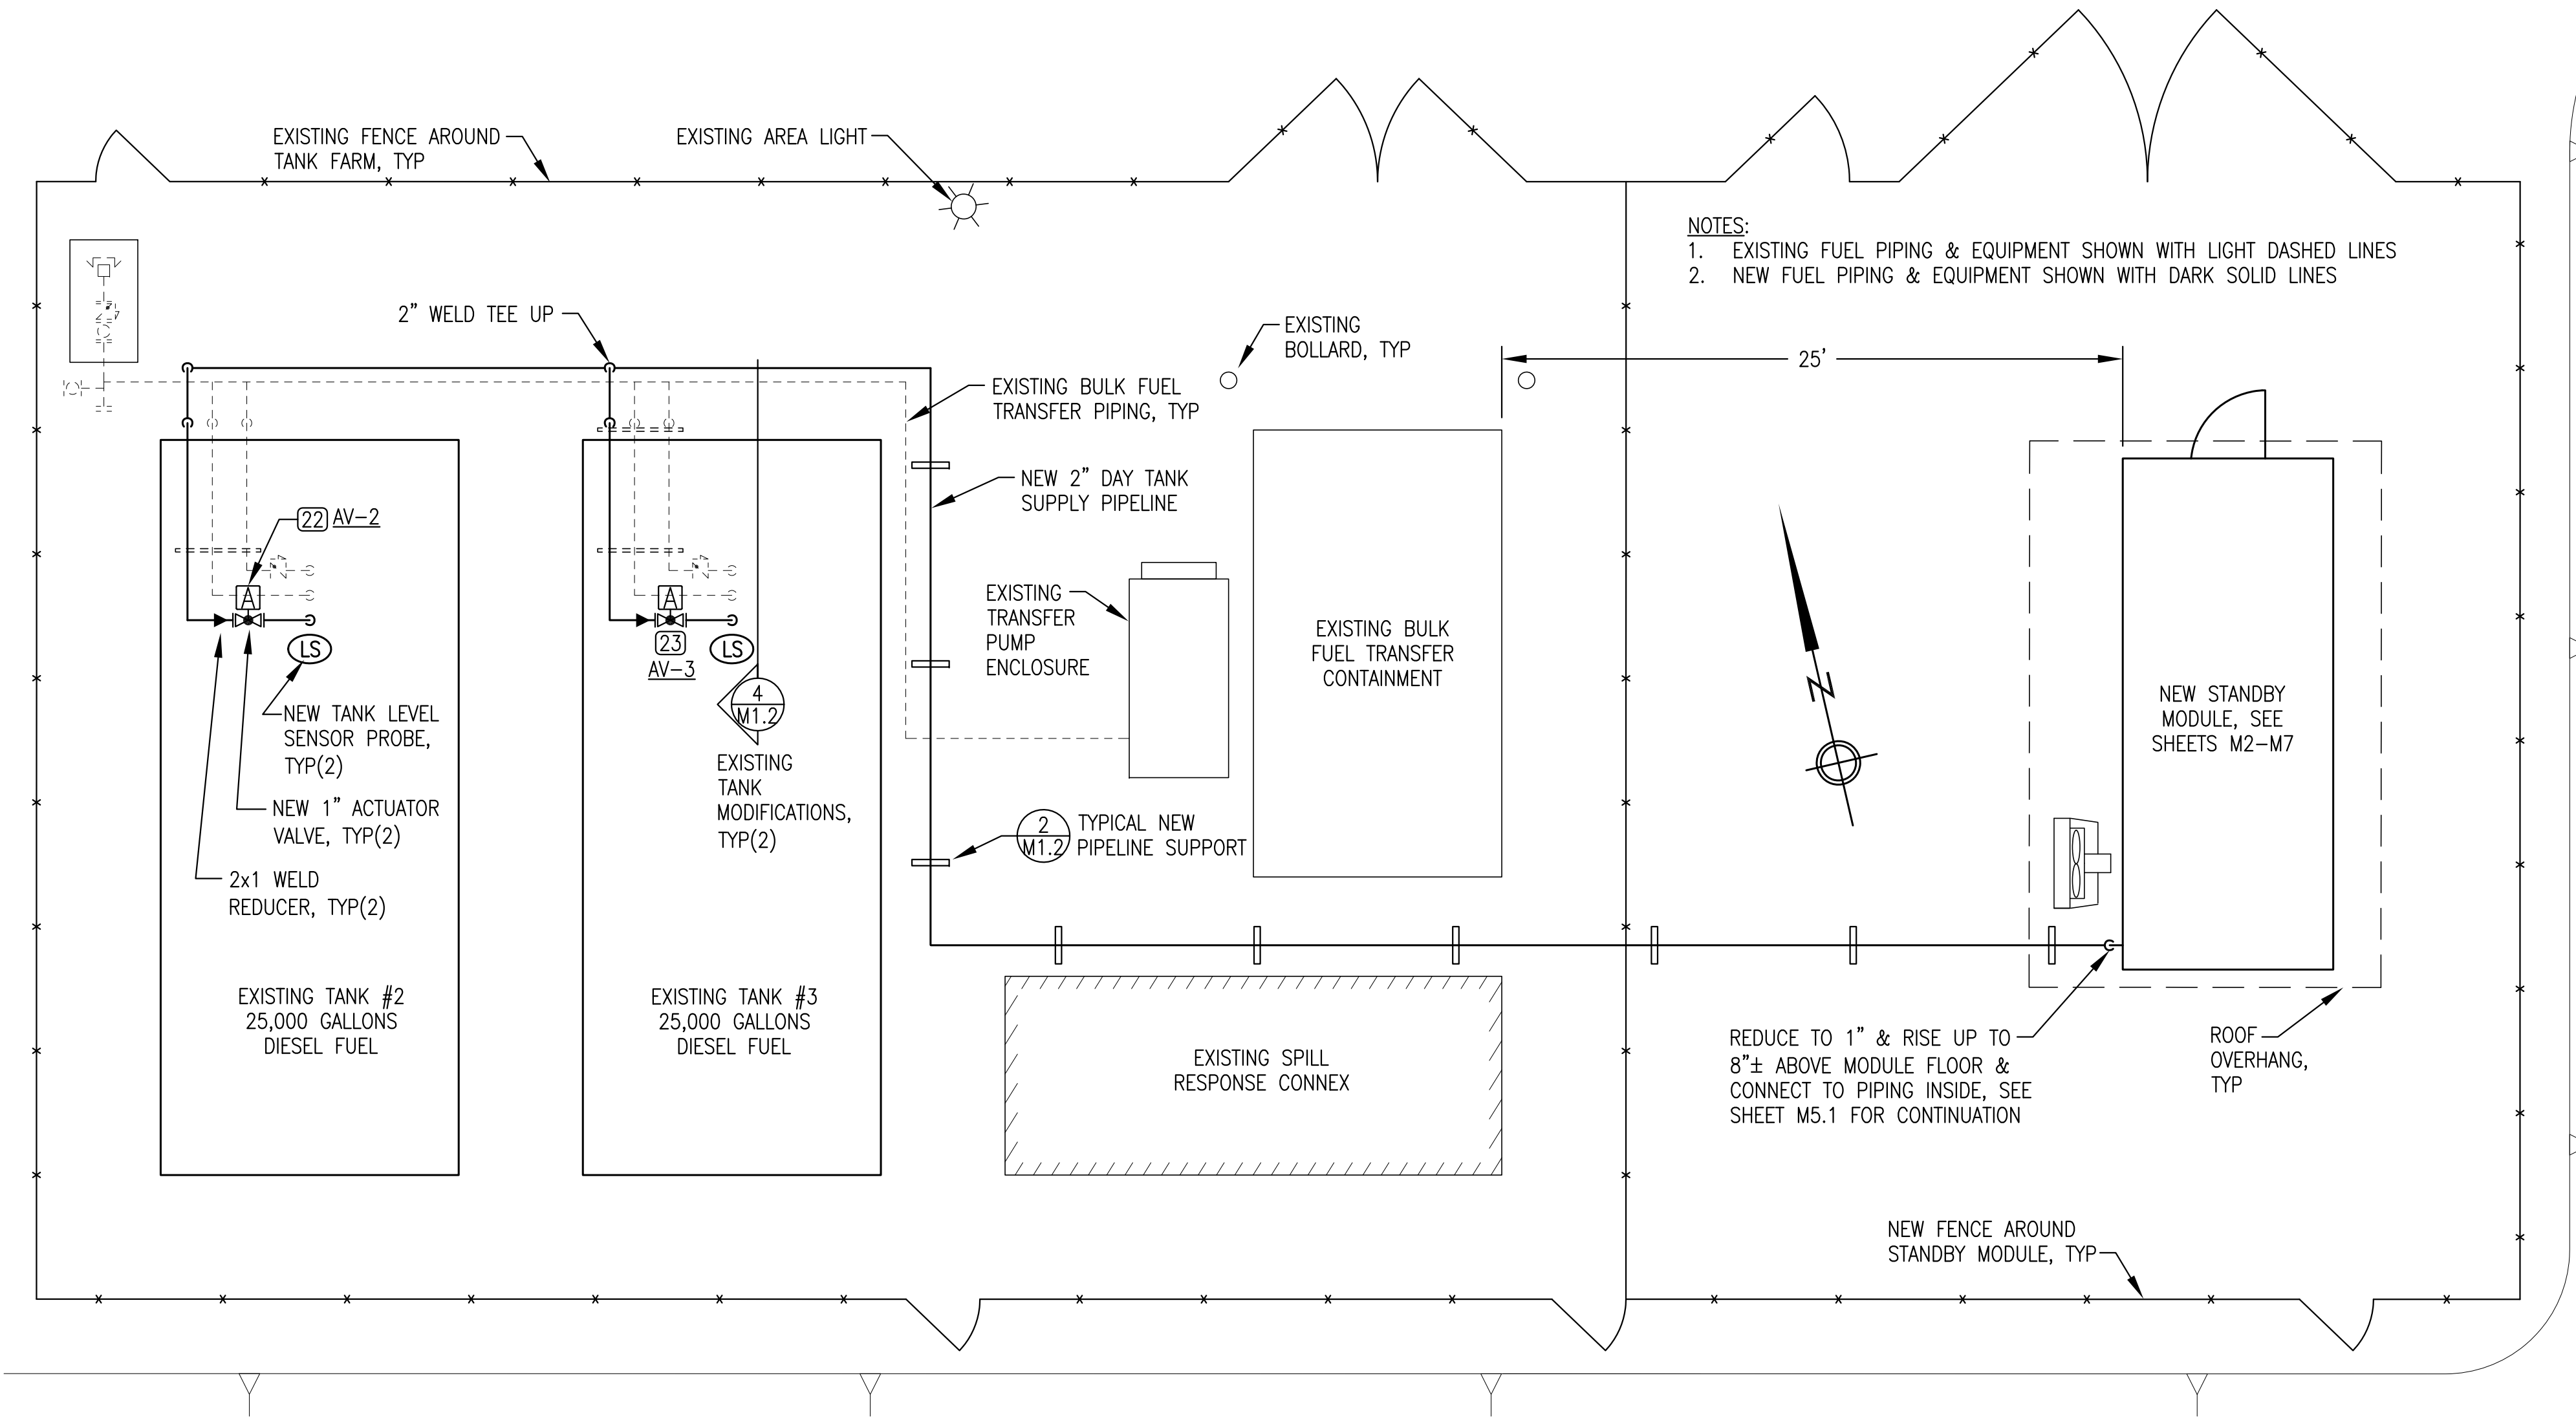 EXISTING FENCE AROUND
TANK FARM, TYP
EXISTING AREA LIGHT
NOTES:
1. EXISTING FUEL PIPING & EQUIPMENT SHOWN WITH LIGHT DASHED LINES
2. NEW FUEL PIPING & EQUIPMENT SHOWN WITH DARK SOLID LINES
2" WELD TEE UP
EXISTING
BOLLARD, TYP
25'
EXISTING BULK FUEL
TRANSFER PIPING, TYP
NEW 2" DAY TANK
SUPPLY PIPELINE
22 AV-2
A
A
LS
23
AV-3
LS
EXISTING
TRANSFER
PUMP
ENCLOSURE
EXISTING BULK
FUEL TRANSFER
CONTAINMENT
N
NEW STANDBY
MODULE, SEE
SHEETS M2-M7
4
M1.2
NEW TANK LEVEL
SENSOR PROBE,
TYP(2)
EXISTING
TANK
MODIFICATIONS,
TYP(2)
NEW 1" ACTUATOR
VALVE, TYP(2)
2
M1.2
TYPICAL NEW
PIPELINE SUPPORT
2x1 WELD
REDUCER, TYP(2)
EXISTING TANK #2
25,000 GALLONS
DIESEL FUEL
EXISTING TANK #3
25,000 GALLONS
DIESEL FUEL
EXISTING SPILL
RESPONSE CONNEX
REDUCE TO 1" & RISE UP TO
8"± ABOVE MODULE FLOOR &
CONNECT TO PIPING INSIDE, SEE
SHEET M5.1 FOR CONTINUATION
ROOF
OVERHANG,
TYP
NEW FENCE AROUND
STANDBY MODULE, TYP